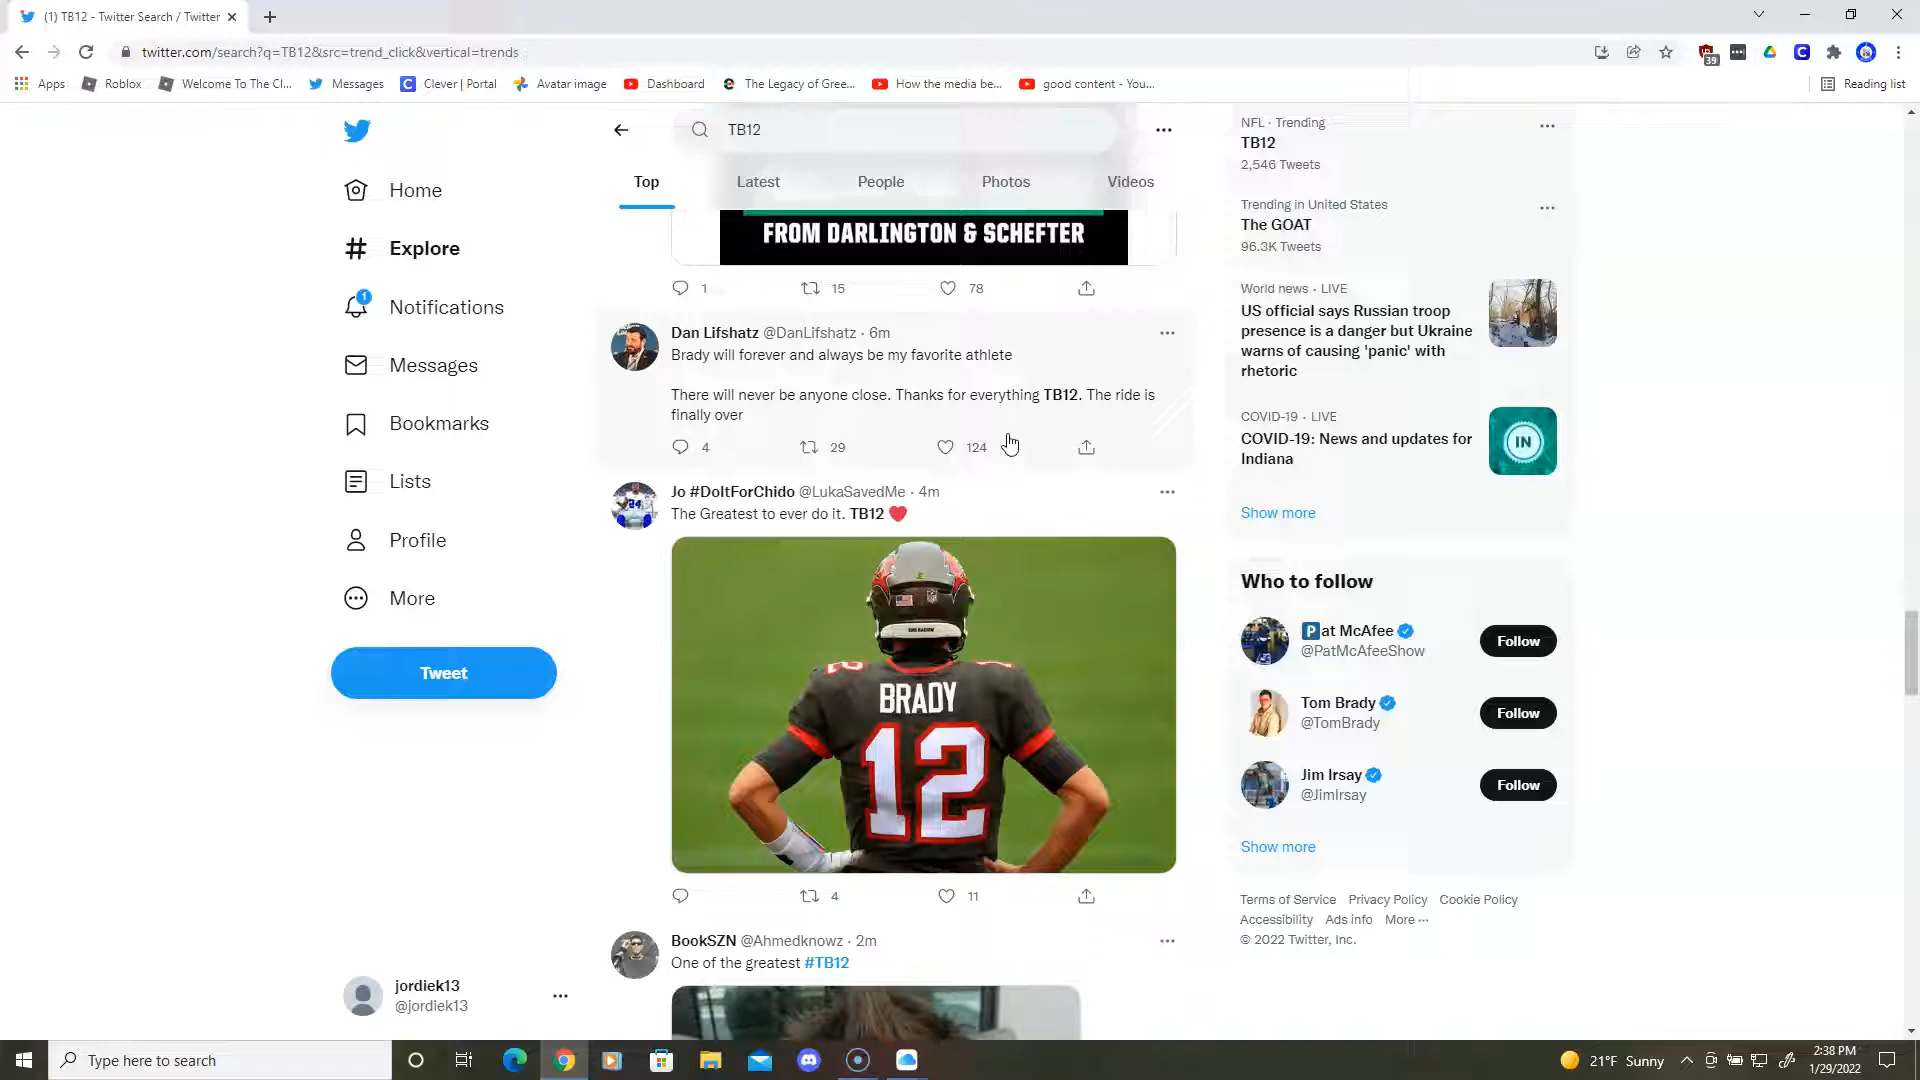 (1) TB12 - Twitter Search / Twitter
twitter.com/search?q=TB12&src=trend_click&vertical=trends
39
Apps
Roblox
Welcome To The Cl...
Messages
Clever | Portal
Avatar image
Dashboard
The Legacy of Gree...
How the media be...
good content - You...
Reading list
Home
Explore
1
Notifications
Messages
Bookmarks
Lists
Profile
More
Tweet
jordiek13
@jordiek13
TB12
Top
Latest
People
Photos
Videos
FROM DARLINGTON & SCHEFTER
1
15
78
Dan Lifshatz @DanLifshatz · 6m
Brady will forever and always be my favorite athlete
There will never be anyone close. Thanks for everything TB12. The ride is
finally over
4
29
124
Jo #DoItForChido @LukaSavedMe · 4m
The Greatest to ever do it. TB12 ❤️
BRADY
12
4
11
BookSZN @Ahmedknowz · 2m
One of the greatest #TB12
NFL · Trending
TB12
2,546 Tweets
Trending in United States
The GOAT
96.3K Tweets
World news · LIVE
US official says Russian troop
presence is a danger but Ukraine
warns of causing 'panic' with
rhetoric
COVID-19 · LIVE
COVID-19: News and updates for
Indiana
IN
Show more
Who to follow
🅿at McAfee
@PatMcAfeeShow
Follow
Tom Brady
@TomBrady
Follow
Jim Irsay
@JimIrsay
Follow
Show more
Terms of Service Privacy Policy Cookie Policy
Accessibility Ads info More ···
© 2022 Twitter, Inc.
Type here to search
21°F Sunny
2:38 PM
1/29/2022